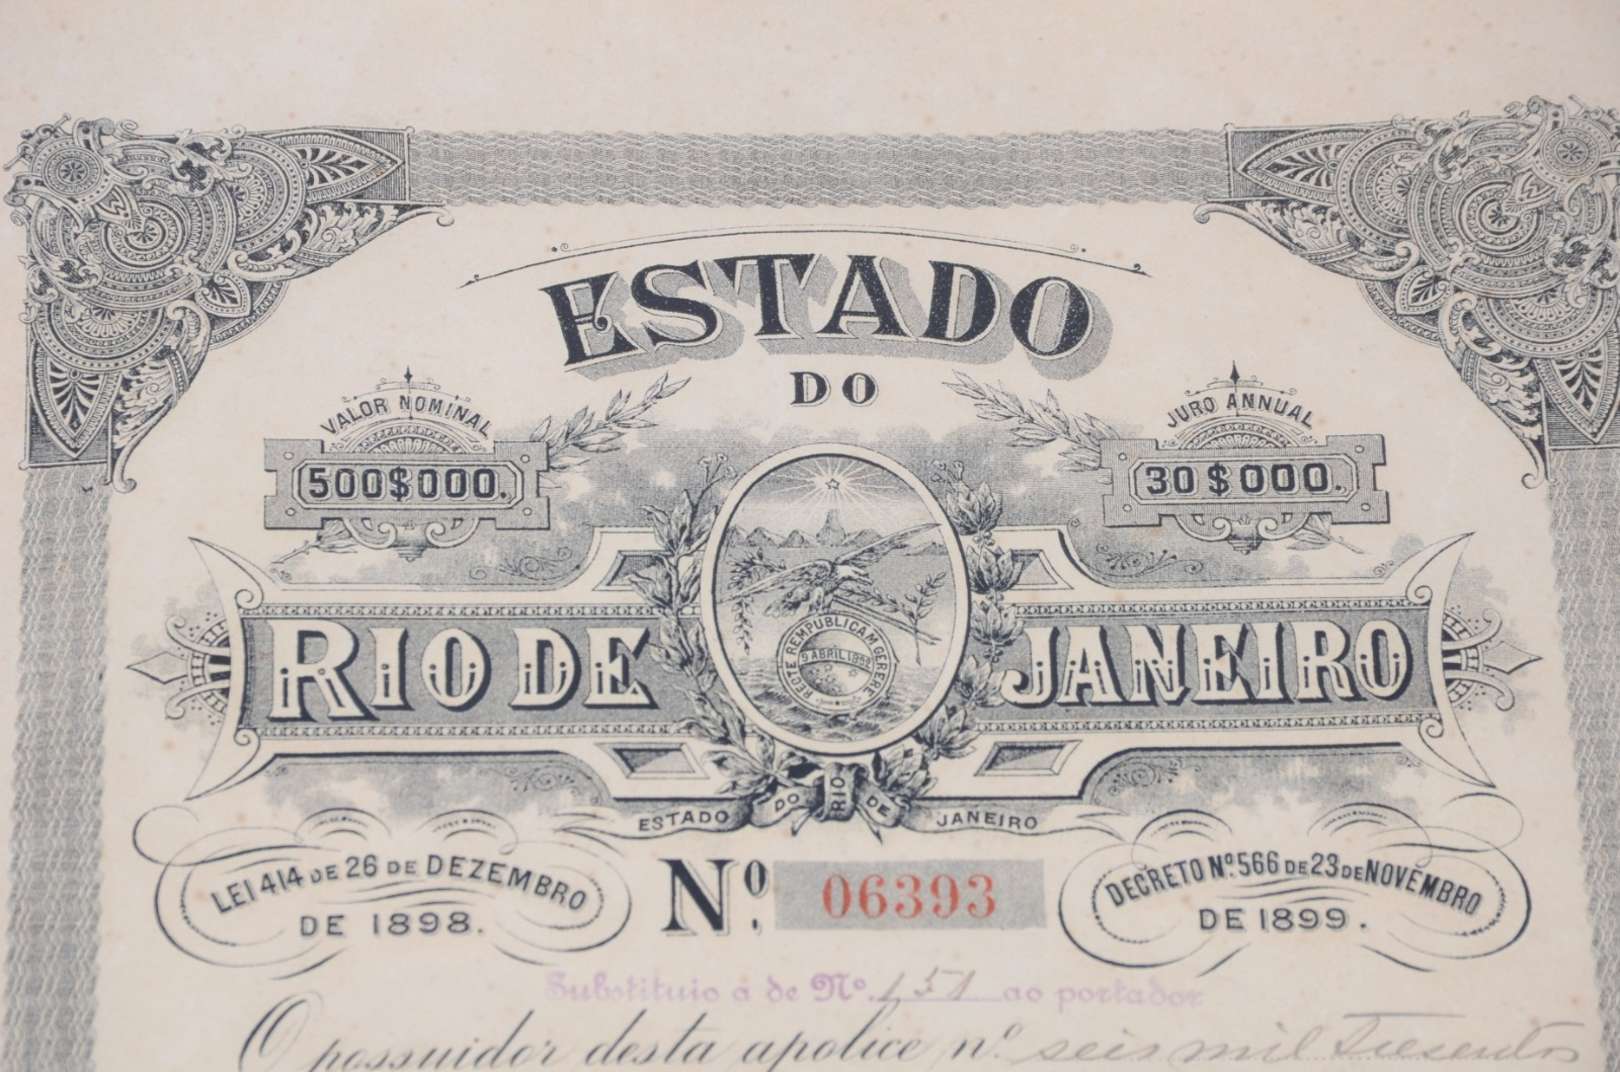 ESTADO
DO
VALOR NOMINAL
500$000.
JURO ANNUAL
30$000.
RIO DE JANEIRO
RECTE REMPUBLICAM GERERE
9 ABRIL 1892
ESTADO DO RIO DE JANEIRO
LEI 414 DE 26 DE DEZEMBRO
DE 1898.
Nº. 06393
DECRETO Nº. 566 DE 23 DE NOVEMBRO
DE 1899.
Substituio á de Nº. 151 ao portador
O possuidor desta apolice nº. seis mil Tresentos